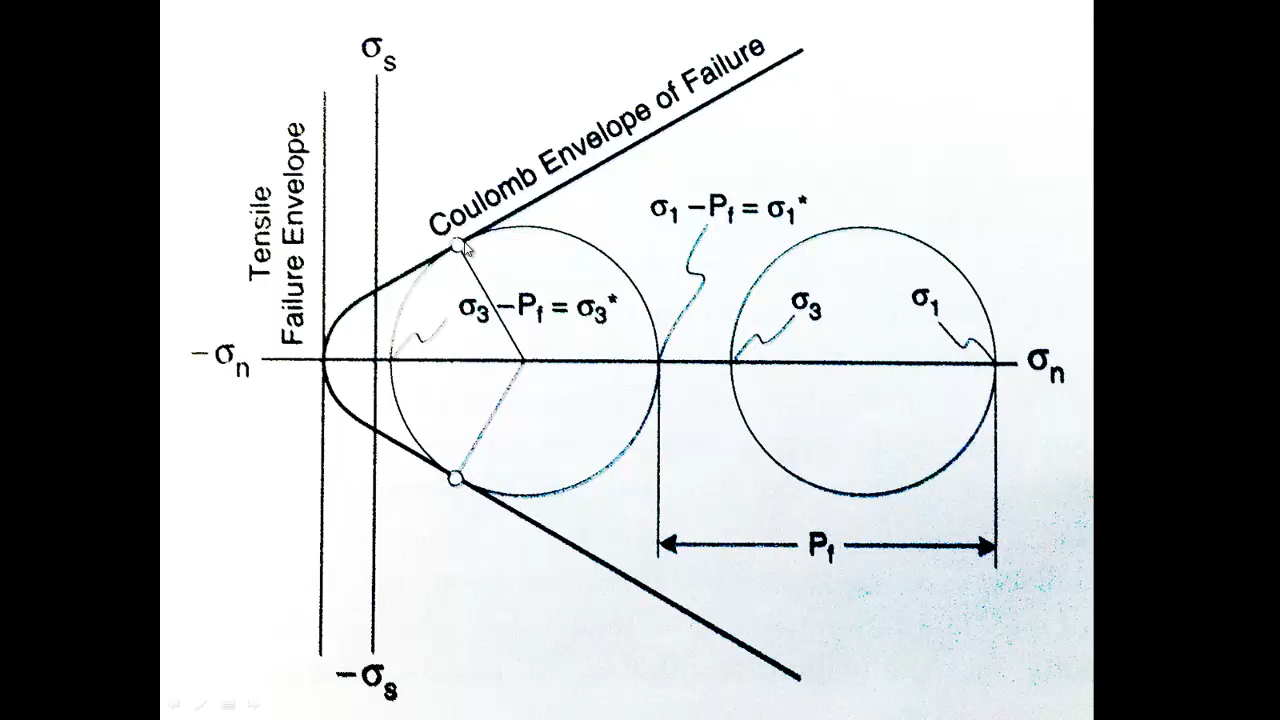 σs
Coulomb Envelope of Failure
Tensile
Failure Envelope
σ1 – Pf = σ1*
σ3 – Pf = σ3*
σ3
σ1
–σn
σn
Pf
–σs